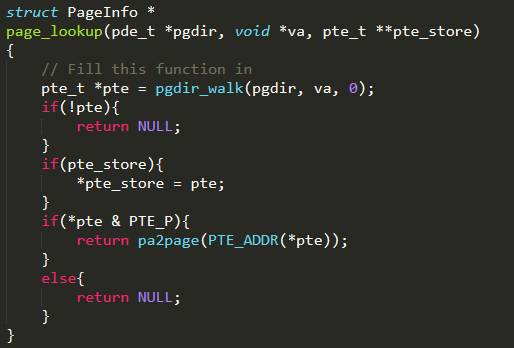 struct PageInfo *
page_lookup(pde_t *pgdir, void *va, pte_t **pte_store)
{
    // Fill this function in
    pte_t *pte = pgdir_walk(pgdir, va, 0);
    if(!pte){
        return NULL;
    }
    if(pte_store){
        *pte_store = pte;
    }
    if(*pte & PTE_P){
        return pa2page(PTE_ADDR(*pte));
    }
    else{
        return NULL;
    }
}